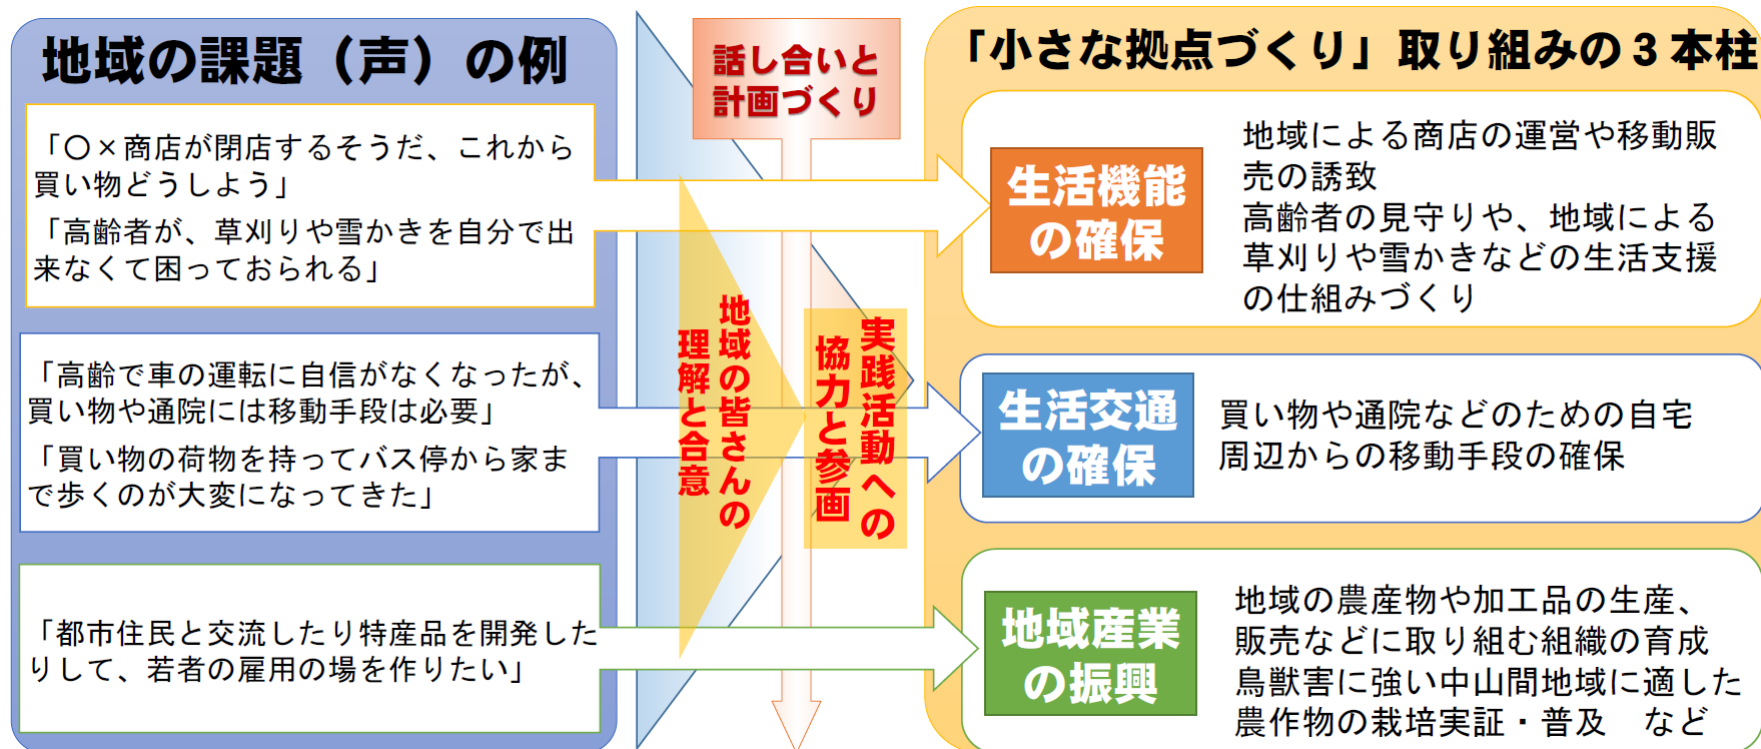 地域の課題（声）の例
「〇×商店が閉店するそうだ、これから
買い物どうしよう」
「高齢者が、草刈りや雪かきを自分で出
来なくて困っておられる」
「高齢で車の運転に自信がなくなったが、
買い物や通院には移動手段は必要」
「買い物の荷物を持ってバス停から家ま
で歩くのが大変になってきた」
「都市住民と交流したり特産品を開発した
りして、若者の雇用の場を作りたい」
話し合いと
計画づくり
地域の皆さんの
理解と合意
実践活動への
協力と参画
「小さな拠点づくり」取り組みの３本柱
生活機能
の確保
地域による商店の運営や移動販
売の誘致
高齢者の見守りや、地域による
草刈りや雪かきなどの生活支援
の仕組みづくり
生活交通
の確保
買い物や通院などのための自宅
周辺からの移動手段の確保
地域産業
の振興
地域の農産物や加工品の生産、
販売などに取り組む組織の育成
鳥獣害に強い中山間地域に適した
農作物の栽培実証・普及　など